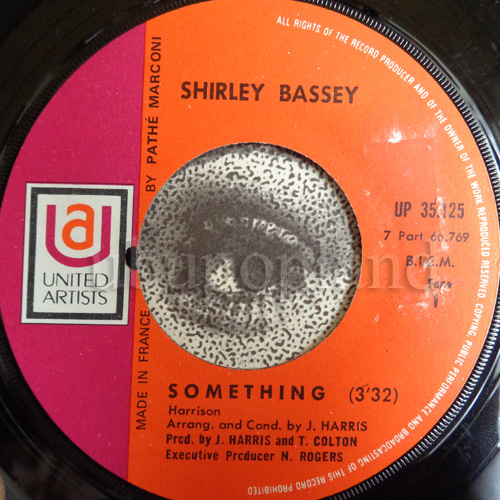 ALL RIGHTS OF THE RECORD PRODUCER AND OF THE OWNER OF THE WORK REPRODUCED RESERVED. COPYING, PUBLIC PERFORMANCE AND BROADCASTING OF THIS RECORD PROHIBITED
SHIRLEY BASSEY
UP 35.125
7 Part 66.769
B.I.E.M.
Face
1
UA
UNITED
ARTISTS
MADE IN FRANCE BY PATHÉ MARCONI
SOMETHING (3'32)
Harrison
Arrang. and Cond. by J. HARRIS
Prod. by J. HARRIS and T. COLTON
Executive Producer N. ROGERS